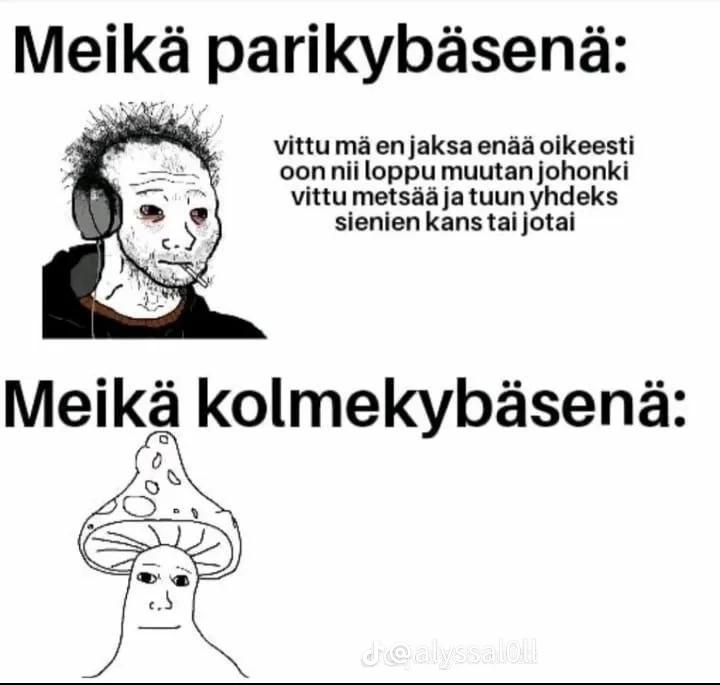 Meikä parikybäsenä:
vittu mä en jaksa enää oikeesti
oon nii loppu muutan johonki
vittu metsää ja tuun yhdeks
sienien kans tai jotai
Meikä kolmekybäsenä:
@alyssal0ll